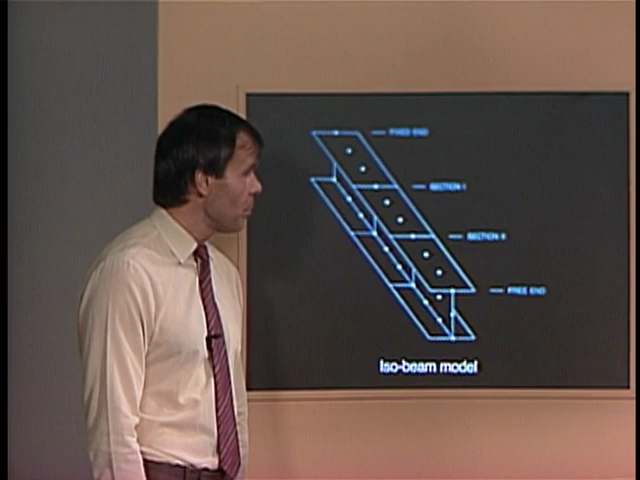 FIXED END
SECTION I
SECTION II
FREE END
Iso-beam model